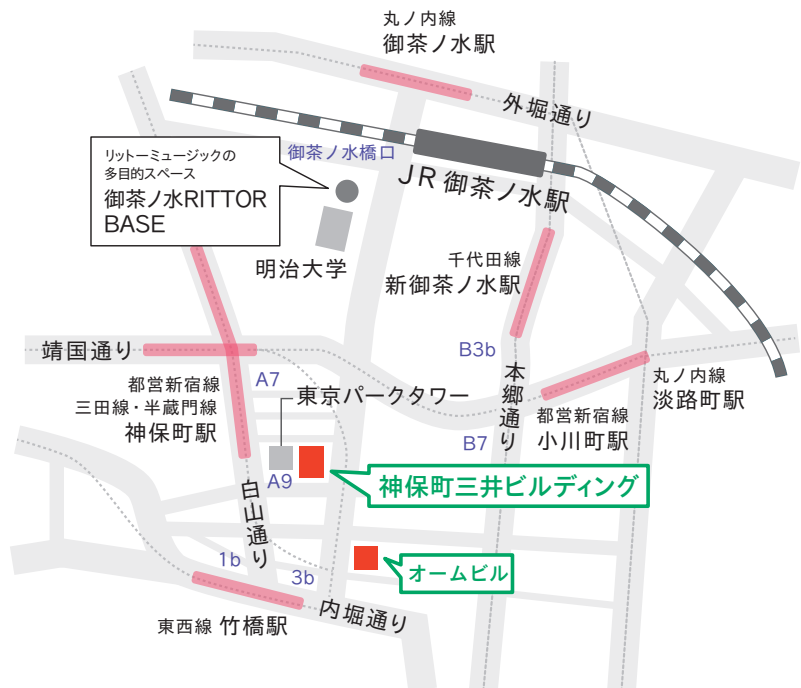 丸ノ内線
御茶ノ水駅
外堀通り
リットーミュージックの
多目的スペース
御茶ノ水RITTOR
BASE
御茶ノ水橋口
JR御茶ノ水駅
明治大学
千代田線
新御茶ノ水駅
靖国通り
B3b
A7
本郷通り
丸ノ内線
淡路町駅
都営新宿線
三田線・半蔵門線
神保町駅
東京パークタワー
都営新宿線
小川町駅
B7
A9
神保町三井ビルディング
白山通り
1b
3b
オームビル
内堀通り
東西線 竹橋駅